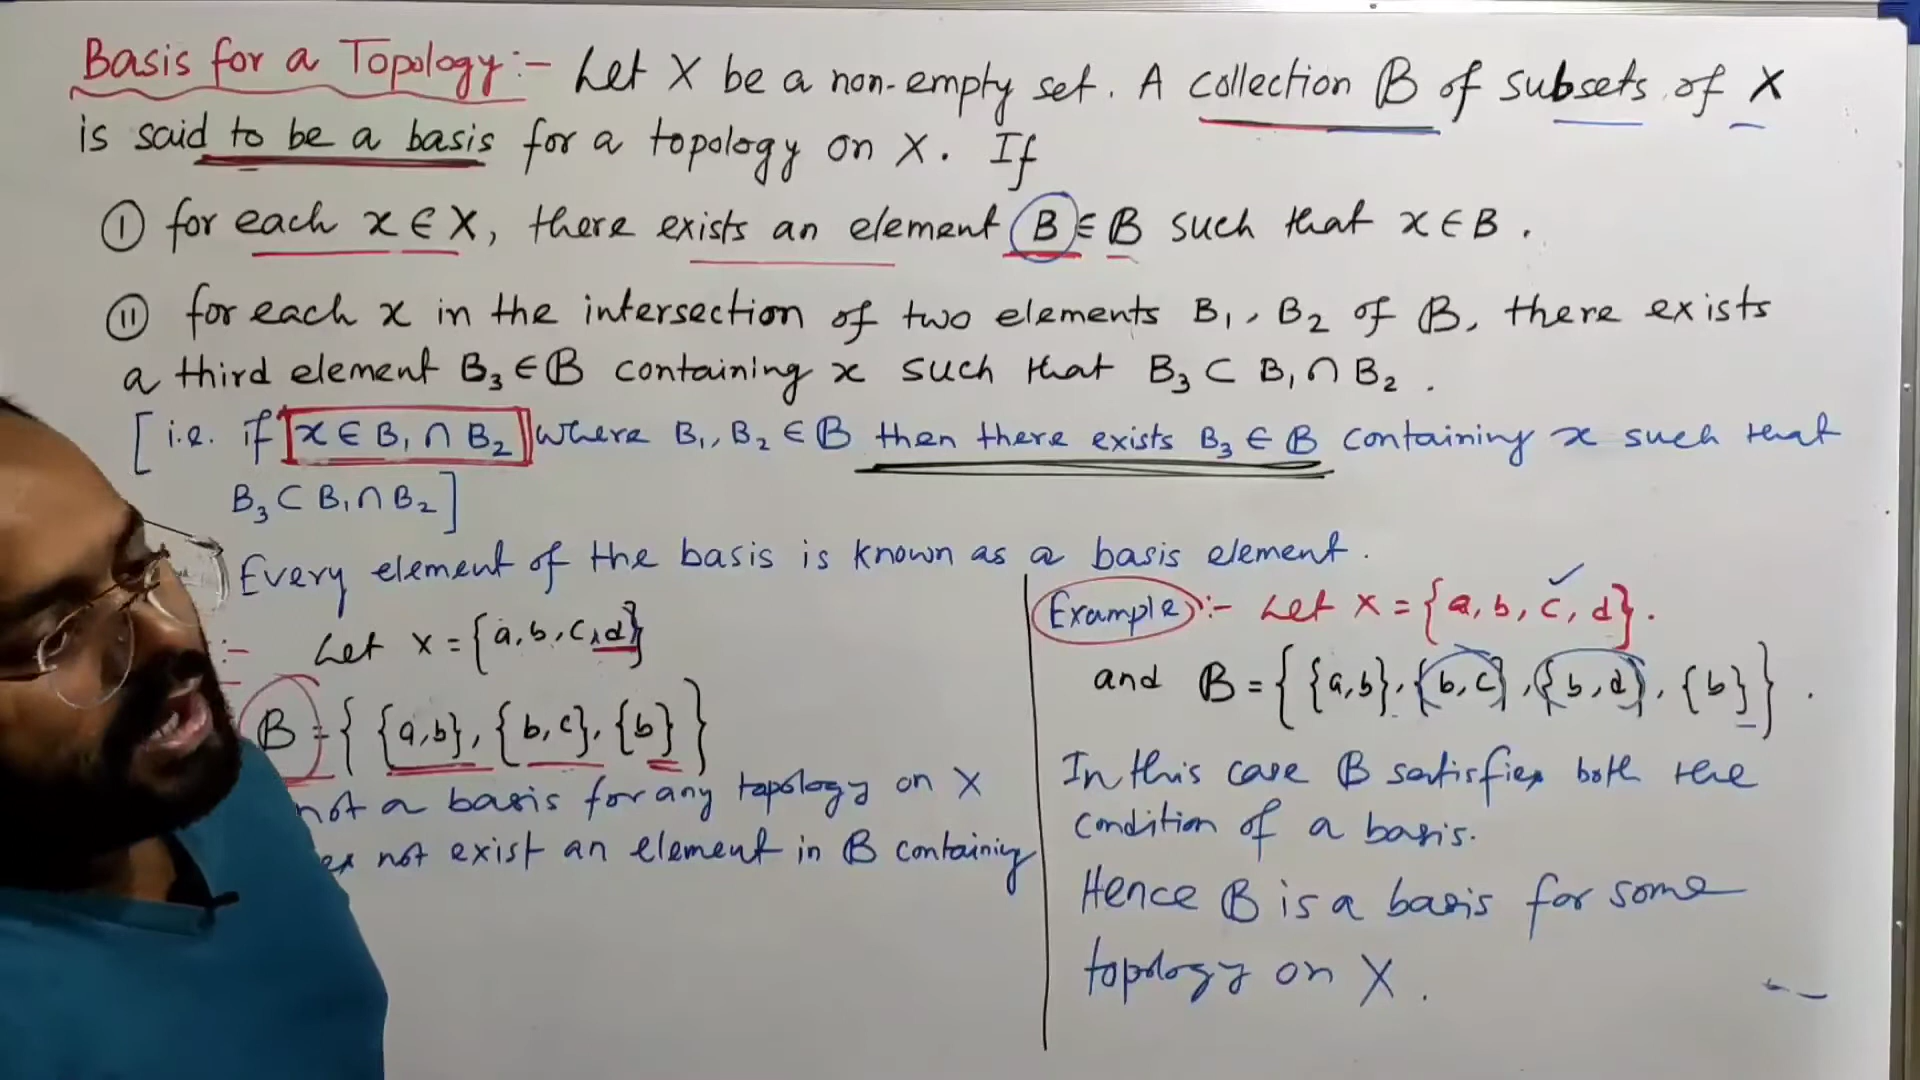 Basis for a Topology:- Let X be a non-empty set. A collection 𝔹 of subsets of X
is said to be a basis for a topology on X. If
(I) for each x ∈ X, there exists an element B ∈ 𝔹 such that x ∈ B.
(II) for each x in the intersection of two elements B₁, B₂ of 𝔹, there exists
a third element B₃ ∈ 𝔹 containing x such that B₃ ⊂ B₁ ∩ B₂.
[i.e. if x ∈ B₁ ∩ B₂ where B₁, B₂ ∈ 𝔹 then there exists B₃ ∈ 𝔹 containing x such that
B₃ ⊂ B₁ ∩ B₂]
Every element of the basis is known as a basis element.
:- Let X = {a, b, c, d}
𝔹 = { {a,b}, {b,c}, {b} }
not a basis for any topology on X
not exist an element in 𝔹 containing
Example :- Let X = {a, b, c, d}.
and 𝔹 = { {a,b}, {b,c}, {b,d}, {b} }.
In this case 𝔹 satisfies both the
condition of a basis.
Hence 𝔹 is a basis for some
topology on X.